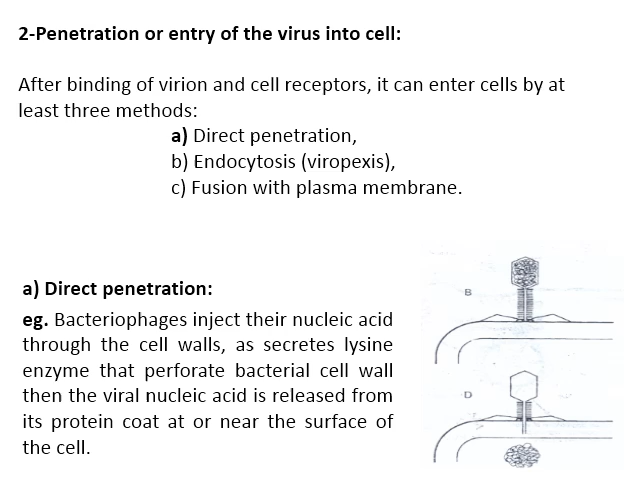 2-Penetration or entry of the virus into cell:
After binding of virion and cell receptors, it can enter cells by at
least three methods:
a) Direct penetration,
b) Endocytosis (viropexis),
c) Fusion with plasma membrane.
a) Direct penetration:
eg. Bacteriophages inject their nucleic acid
through the cell walls, as secretes lysine
enzyme that perforate bacterial cell wall
then the viral nucleic acid is released from
its protein coat at or near the surface of
the cell.
B
D